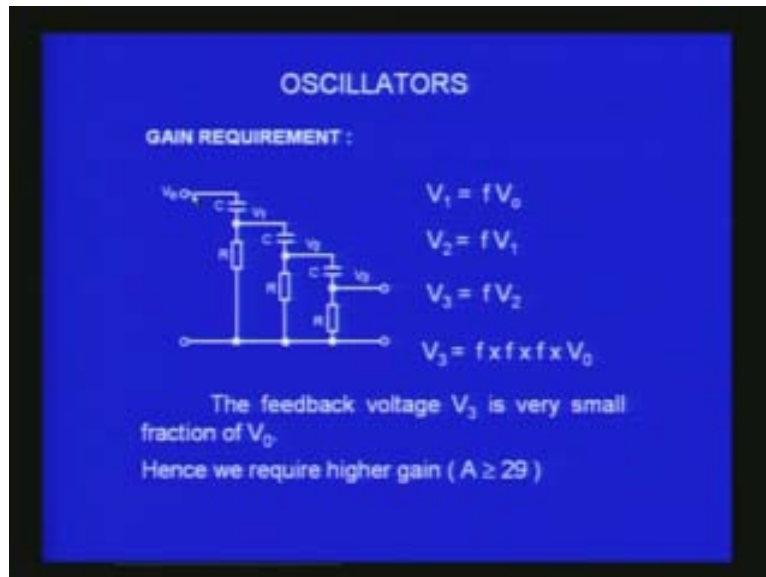 OSCILLATORS
GAIN REQUIREMENT :
V₀
C
V₁
R
C
V₂
R
C
V₃
R
V₁ = f V₀
V₂ = f V₁
V₃ = f V₂
V₃ = f x f x f x V₀
The feedback voltage V₃ is very small
fraction of V₀.
Hence we require higher gain ( A ≥ 29 )